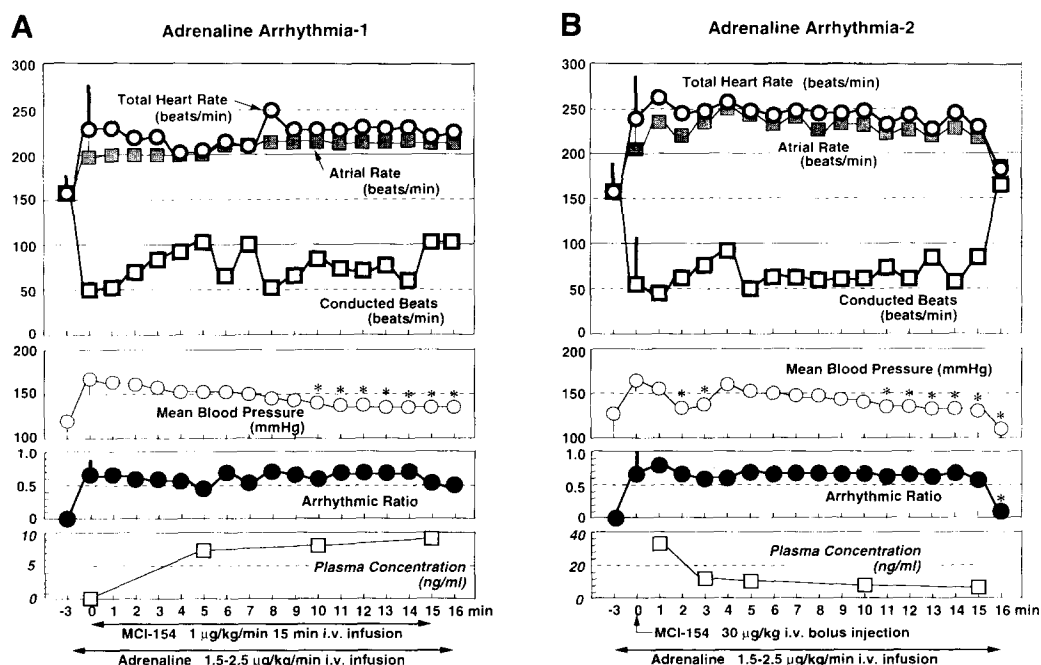 A
Adrenaline Arrhythmia-1
300
250
200
150
100
50
0
Total Heart Rate
(beats/min)
Atrial Rate
(beats/min)
Conducted Beats
(beats/min)
200
150
100
* * * * * * *
Mean Blood Pressure
(mmHg)
1.0
0.5
0
Arrhythmic Ratio
10
5
0
Plasma Concentration
(ng/ml)
-3 0 1 2 3 4 5 6 7 8 9 10 11 12 13 14 15 16 min
MCI-154 1 µg/kg/min 15 min i.v. infusion
Adrenaline 1.5-2.5 µg/kg/min i.v. infusion
B
Adrenaline Arrhythmia-2
300
250
200
150
100
50
0
Total Heart Rate
(beats/min)
Atrial Rate
(beats/min)
Conducted Beats
(beats/min)
200
150
100
Mean Blood Pressure (mmHg)
* * * * * * * *
1.0
0.5
0
Arrhythmic Ratio
*
40
20
0
Plasma Concentration
(ng/ml)
-3 0 1 2 3 4 5 6 7 8 9 10 11 12 13 14 15 16 min
MCI-154 30 µg/kg i.v. bolus injection
Adrenaline 1.5-2.5 µg/kg/min i.v. infusion